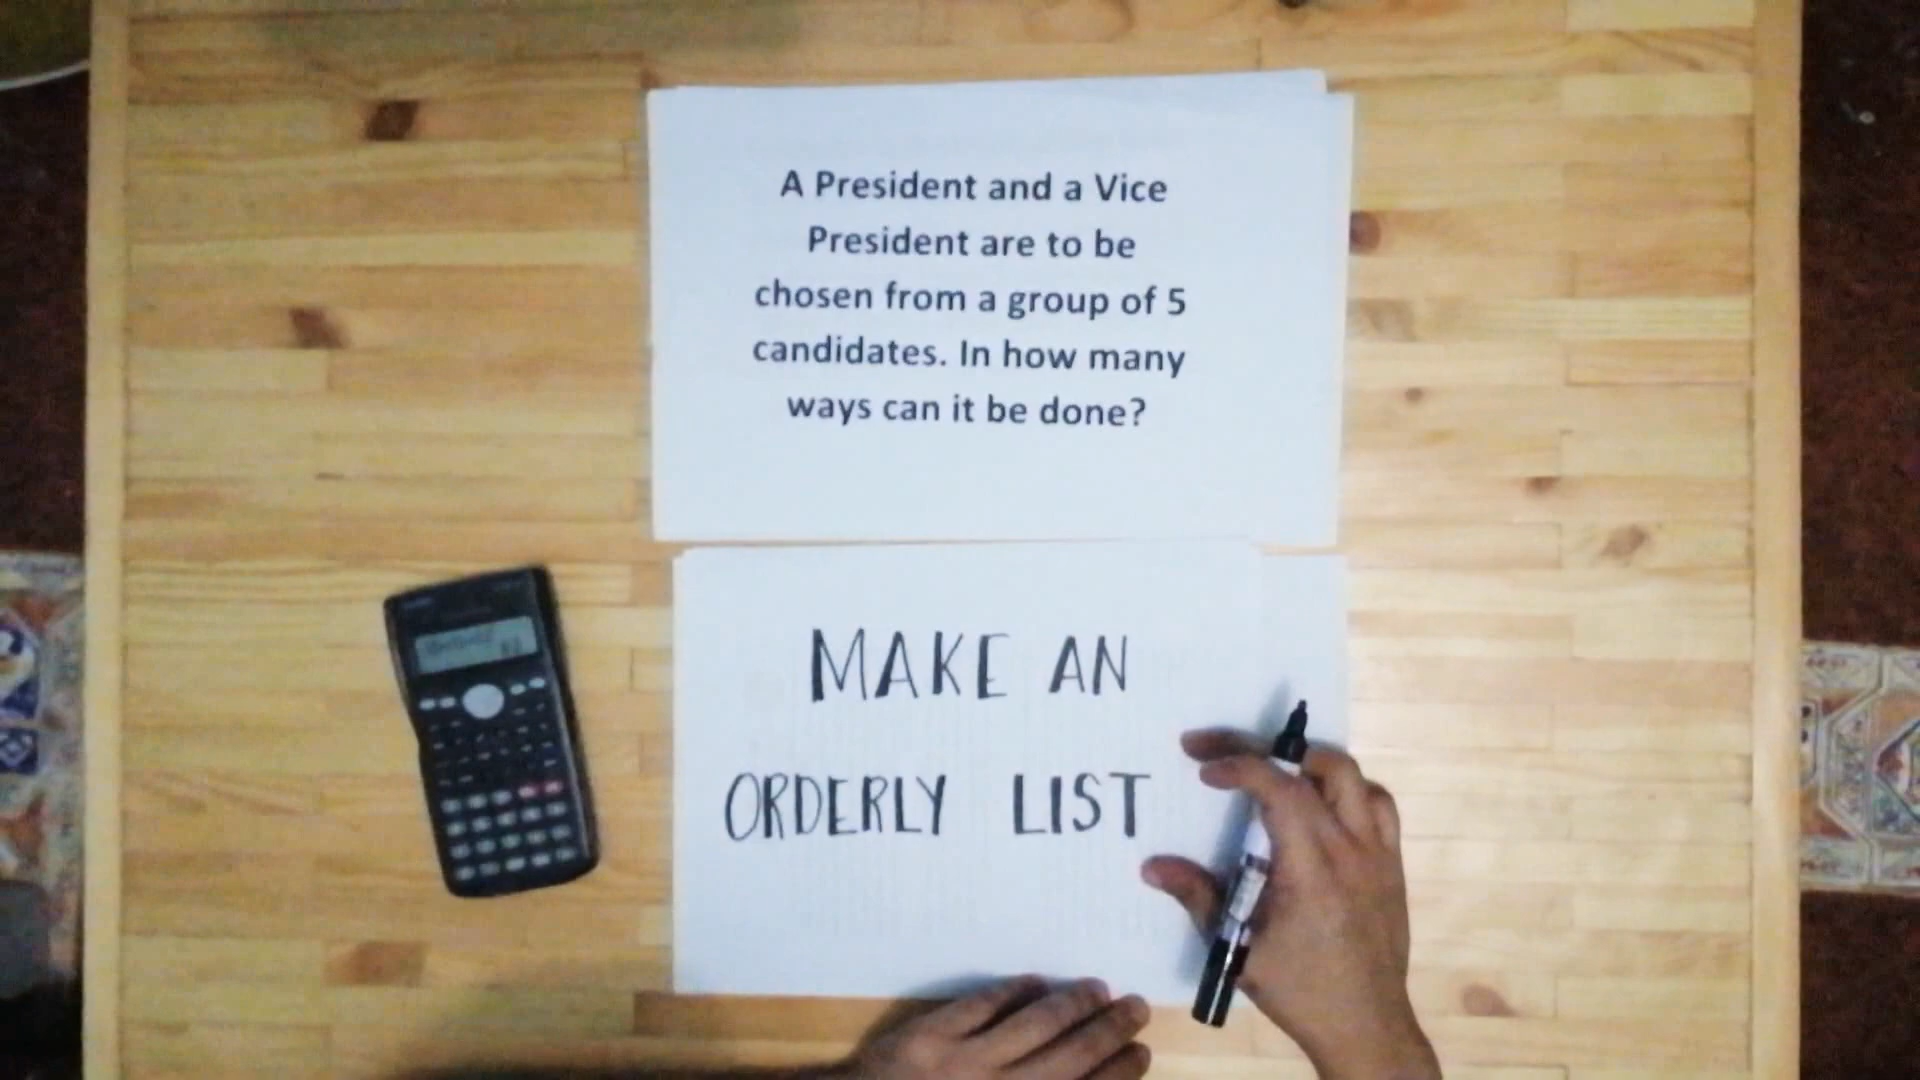 A President and a Vice
President are to be
chosen from a group of 5
candidates. In how many
ways can it be done?
MAKE AN
ORDERLY LIST